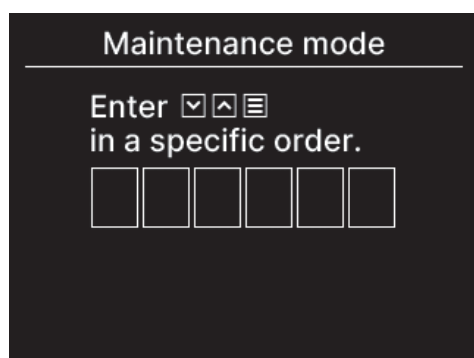 Maintenance mode
Enter
in a specific order.